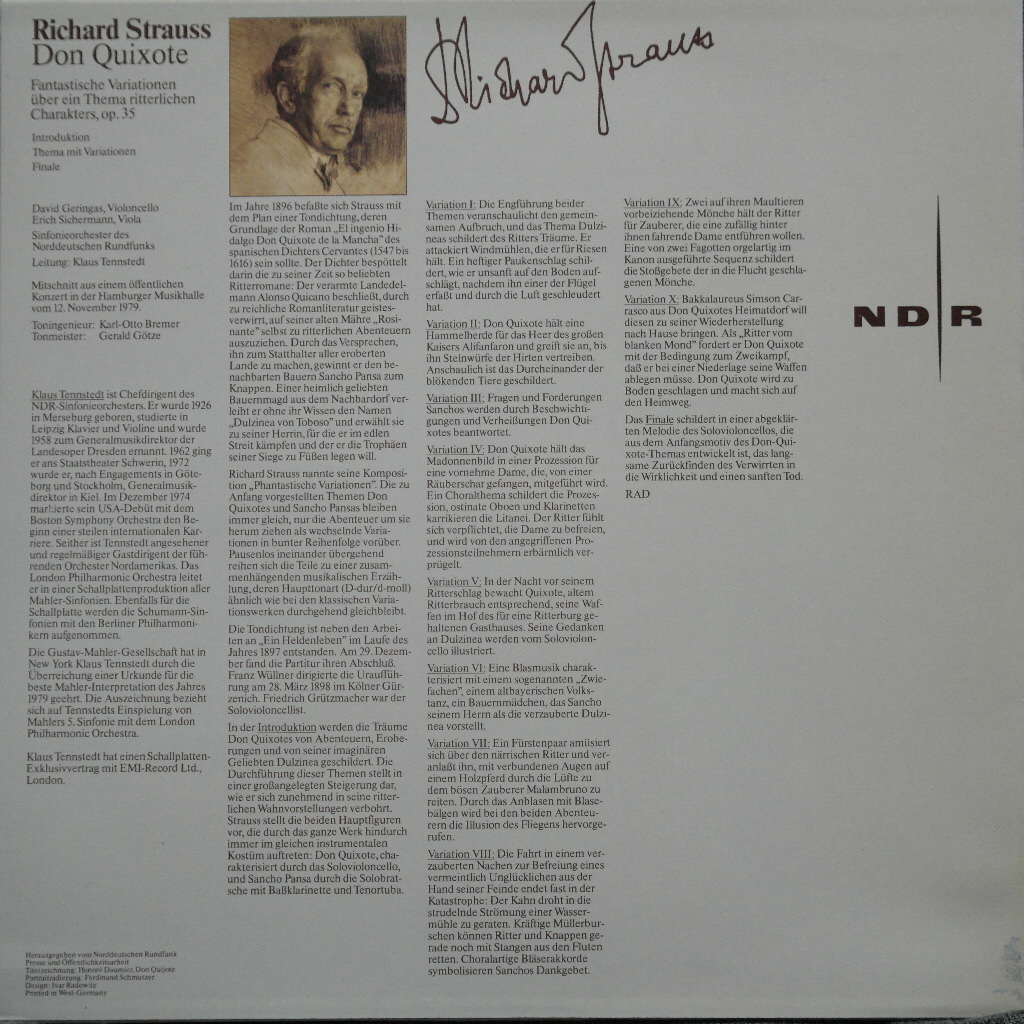 Richard Strauss
Don Quixote
Fantastische Variationen
über ein Thema ritterlichen
Charakters, op. 35
Introduktion
Thema mit Variationen
Finale
David Geringas, Violoncello
Erich Sichermann, Viola
Sinfonieorchester des
Norddeutschen Rundfunks
Leitung: Klaus Tennstedt
Mitschnitt aus einem öffentlichen
Konzert in der Hamburger Musikhalle
vom 12. November 1979.
Toningenieur: Karl-Otto Bremer
Tonmeister: Gerald Götze
Klaus Tennstedt ist Chefdirigent des
NDR-Sinfonieorchesters. Er wurde 1926
in Merseburg geboren, studierte in
Leipzig Klavier und Violine und wurde
1958 zum Generalmusikdirektor der
Landesoper Dresden ernannt. 1962 ging
er ans Staatstheater Schwerin, 1972
wurde er, nach Engagements in Göte-
borg und Stockholm, Generalmusik-
direktor in Kiel. Im Dezember 1974
markierte sein USA-Debüt mit dem
Boston Symphony Orchestra den Be-
ginn einer steilen internationalen Kar-
riere. Seither ist Tennstedt angesehener
und regelmäßiger Gastdirigent der füh-
renden Orchester Nordamerikas. Das
London Philharmonic Orchestra leitet
er in einer Schallplattenproduktion aller
Mahler-Sinfonien. Ebenfalls für die
Schallplatte werden die Schumann-Sin-
fonien mit den Berliner Philharmoni-
kern aufgenommen.
Die Gustav-Mahler-Gesellschaft hat in
New York Klaus Tennstedt durch die
Überreichung einer Urkunde für die
beste Mahler-Interpretation des Jahres
1979 geehrt. Die Auszeichnung bezieht
sich auf Tennstedts Einspielung von
Mahlers 5. Sinfonie mit dem London
Philharmonic Orchestra.
Klaus Tennstedt hat einen Schallplatten-
Exklusivvertrag mit EMI-Record Ltd.,
London.
Herausgegeben vom Norddeutschen Rundfunk
Presse und Öffentlichkeitsarbeit
Titelzeichnung: Honoré Daumier, Don Quijote
Portraitradierung: Ferdinand Schmutzer
Design: Ivar Radowitz
Printed in West-Germany
Im Jahre 1896 befaßte sich Strauss mit
dem Plan einer Tondichtung, deren
Grundlage der Roman „El ingenio Hi-
dalgo Don Quixote de la Mancha" des
spanischen Dichters Cervantes (1547 bis
1616) sein sollte. Der Dichter bespöttelt
darin die zu seiner Zeit so beliebten
Ritterromane: Der verarmte Landedel-
mann Alonso Quicano beschließt, durch
zu reichliche Romanliteratur geistes-
verwirrt, auf seiner alten Mähre „Rosi-
nante" selbst zu ritterlichen Abenteuern
auszuziehen. Durch das Versprechen,
ihn zum Statthalter aller eroberten
Lande zu machen, gewinnt er den be-
nachbarten Bauern Sancho Pansa zum
Knappen. Einer heimlich geliebten
Bauernmagd aus dem Nachbardorf ver-
leiht er ohne ihr Wissen den Namen
„Dulzinea von Toboso" und erwählt sie
zu seiner Herrin, für die er im edlen
Streit kämpfen und der er die Trophäen
seiner Siege zu Füßen legen will.
Richard Strauss nannte seine Komposi-
tion „Phantastische Variationen". Die zu
Anfang vorgestellten Themen Don
Quixotes und Sancho Pansas bleiben
immer gleich, nur die Abenteuer um sie
herum ziehen als wechselnde Varia-
tionen in bunter Reihenfolge vorüber.
Pausenlos ineinander übergehend
reihen sich die Teile zu einer zusam-
menhängenden musikalischen Erzäh-
lung, deren Haupttonart (D-dur/d-moll)
ähnlich wie bei den klassischen Varia-
tionswerken durchgehend gleichbleibt.
Die Tondichtung ist neben den Arbei-
ten an „Ein Heldenleben" im Laufe des
Jahres 1897 entstanden. Am 29. Dezem-
ber fand die Partitur ihren Abschluß.
Franz Wüllner dirigierte die Urauffüh-
rung am 28. März 1898 im Kölner Gür-
zenich. Friedrich Grützmacher war der
Solovioloncellist.
In der Introduktion werden die Träume
Don Quixotes von Abenteuern, Erobe-
rungen und von seiner imaginären
Geliebten Dulzinea geschildert. Die
Durchführung dieser Themen stellt in
einer großangelegten Steigerung dar,
wie er sich zunehmend in seine ritter-
lichen Wahnvorstellungen verbohrt.
Strauss stellt die beiden Hauptfiguren
vor, die durch das ganze Werk hindurch
immer im gleichen instrumentalen
Kostüm auftreten: Don Quixote, cha-
rakterisiert durch das Solovioloncello,
und Sancho Pansa durch die Solobrat-
sche mit Baßklarinette und Tenortuba.
D Richard Strauss
Variation I: Die Engführung beider
Themen veranschaulicht den gemein-
samen Aufbruch, und das Thema Dulzi-
neas schildert des Ritters Träume. Er
attackiert Windmühlen, die er für Riesen
hält. Ein heftiger Paukenschlag schil-
dert, wie er unsanft auf den Boden auf-
schlägt, nachdem ihn einer der Flügel
erfaßt und durch die Luft geschleudert
hat.
Variation II: Don Quixote hält eine
Hammelherde für das Heer des großen
Kaisers Alifanfaron und greift sie an, bis
ihn Steinwürfe der Hirten vertreiben.
Anschaulich ist das Durcheinander der
blökenden Tiere geschildert.
Variation III: Fragen und Forderungen
Sanchos werden durch Beschwichti-
gungen und Verheißungen Don Qui-
xotes beantwortet.
Variation IV: Don Quixote hält das
Madonnenbild in einer Prozession für
eine vornehme Dame, die, von einer
Räuberschar gefangen, mitgeführt wird.
Ein Choralthema schildert die Prozes-
sion, ostinate Oboen und Klarinetten
karrikieren die Litanei. Der Ritter fühlt
sich verpflichtet, die Dame zu befreien,
und wird von den angegriffenen Pro-
zessionsteilnehmern erbärmlich ver-
prügelt.
Variation V: In der Nacht vor seinem
Ritterschlag bewacht Quixote, altem
Ritterbrauch entsprechend, seine Waf-
fen im Hof des für eine Ritterburg ge-
haltenen Gasthauses. Seine Gedanken
an Dulzinea werden vom Soloviolon-
cello illustriert.
Variation VI: Eine Blasmusik charak-
terisiert mit einem sogenannten „Zwie-
fachen", einem altbayerischen Volks-
tanz, ein Bauernmädchen, das Sancho
seinem Herrn als die verzauberte Dulzi-
nea vorstellt.
Variation VII: Ein Fürstenpaar amüsiert
sich über den närrischen Ritter und ver-
anlaßt ihn, mit verbundenen Augen auf
einem Holzpferd durch die Lüfte zu
dem bösen Zauberer Malambruno zu
reiten. Durch das Anblasen mit Blase-
bälgen wird bei den beiden Abenteu-
rern die Illusion des Fliegens hervorge-
rufen.
Variation VIII: Die Fahrt in einem ver-
zauberten Nachen zur Befreiung eines
vermeintlich Unglücklichen aus der
Hand seiner Feinde endet fast in der
Katastrophe: Der Kahn droht in die
strudelnde Strömung einer Wasser-
mühle zu geraten. Kräftige Müllerbur-
schen können Ritter und Knappen ge-
rade noch mit Stangen aus den Fluten
retten. Choralartige Bläserakkorde
symbolisieren Sanchos Dankgebet.
Variation IX: Zwei auf ihren Maultieren
vorbeiziehende Mönche hält der Ritter
für Zauberer, die eine zufällig hinter
ihnen fahrende Dame entführen wollen.
Eine von zwei Fagotten orgelartig im
Kanon ausgeführte Sequenz schildert
die Stoßgebete der in die Flucht geschla-
genen Mönche.
Variation X: Bakkalaureus Simson Car-
rasco aus Don Quixotes Heimatdorf will
diesen zu seiner Wiederherstellung
nach Hause bringen. Als „Ritter vom
blanken Mond" fordert er Don Quixote
mit der Bedingung zum Zweikampf,
daß er bei einer Niederlage seine Waffen
ablegen müsse. Don Quixote wird zu
Boden geschlagen und macht sich auf
den Heimweg.
Das Finale schildert in einer abgeklär-
ten Melodie des Solovioloncellos, die
aus dem Anfangsmotiv des Don-Qui-
xote-Themas entwickelt ist, das lang-
same Zurückfinden des Verwirrten in
die Wirklichkeit und einen sanften Tod.
RAD
NDR